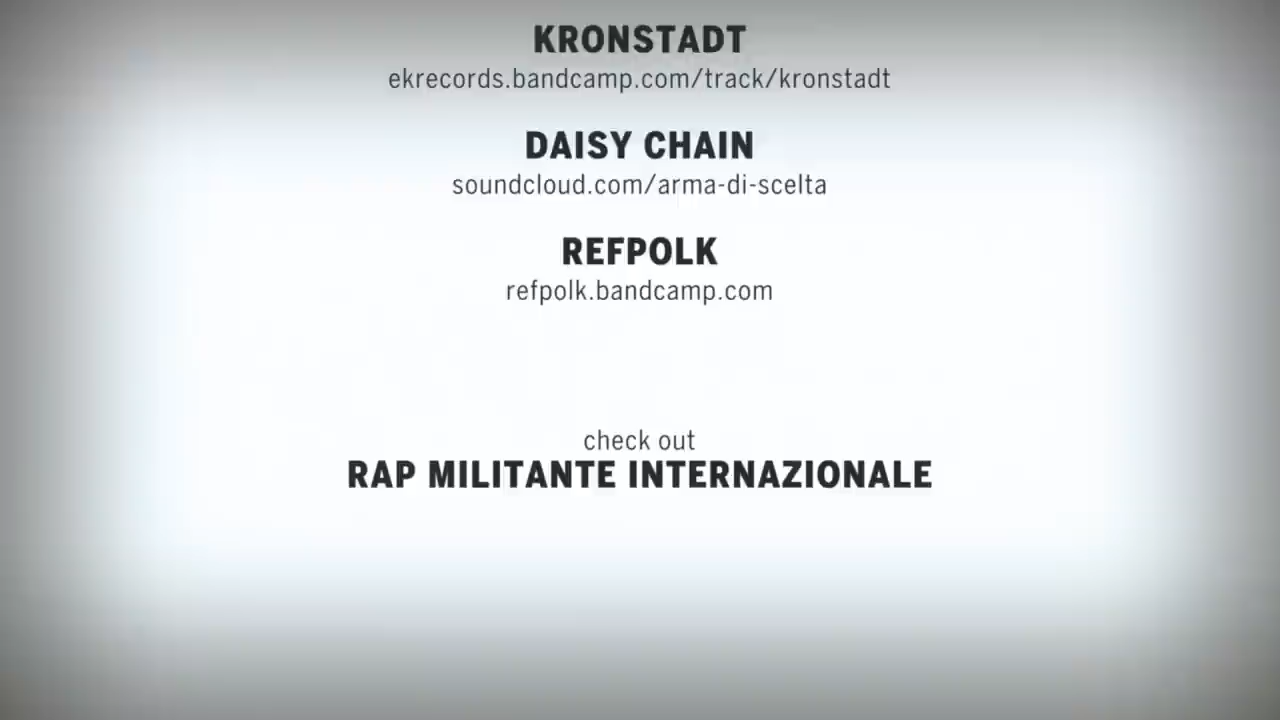 KRONSTADT
ekrecords.bandcamp.com/track/kronstadt
DAISY CHAIN
soundcloud.com/arma-di-scelta
REFPOLK
refpolk.bandcamp.com
check out
RAP MILITANTE INTERNAZIONALE